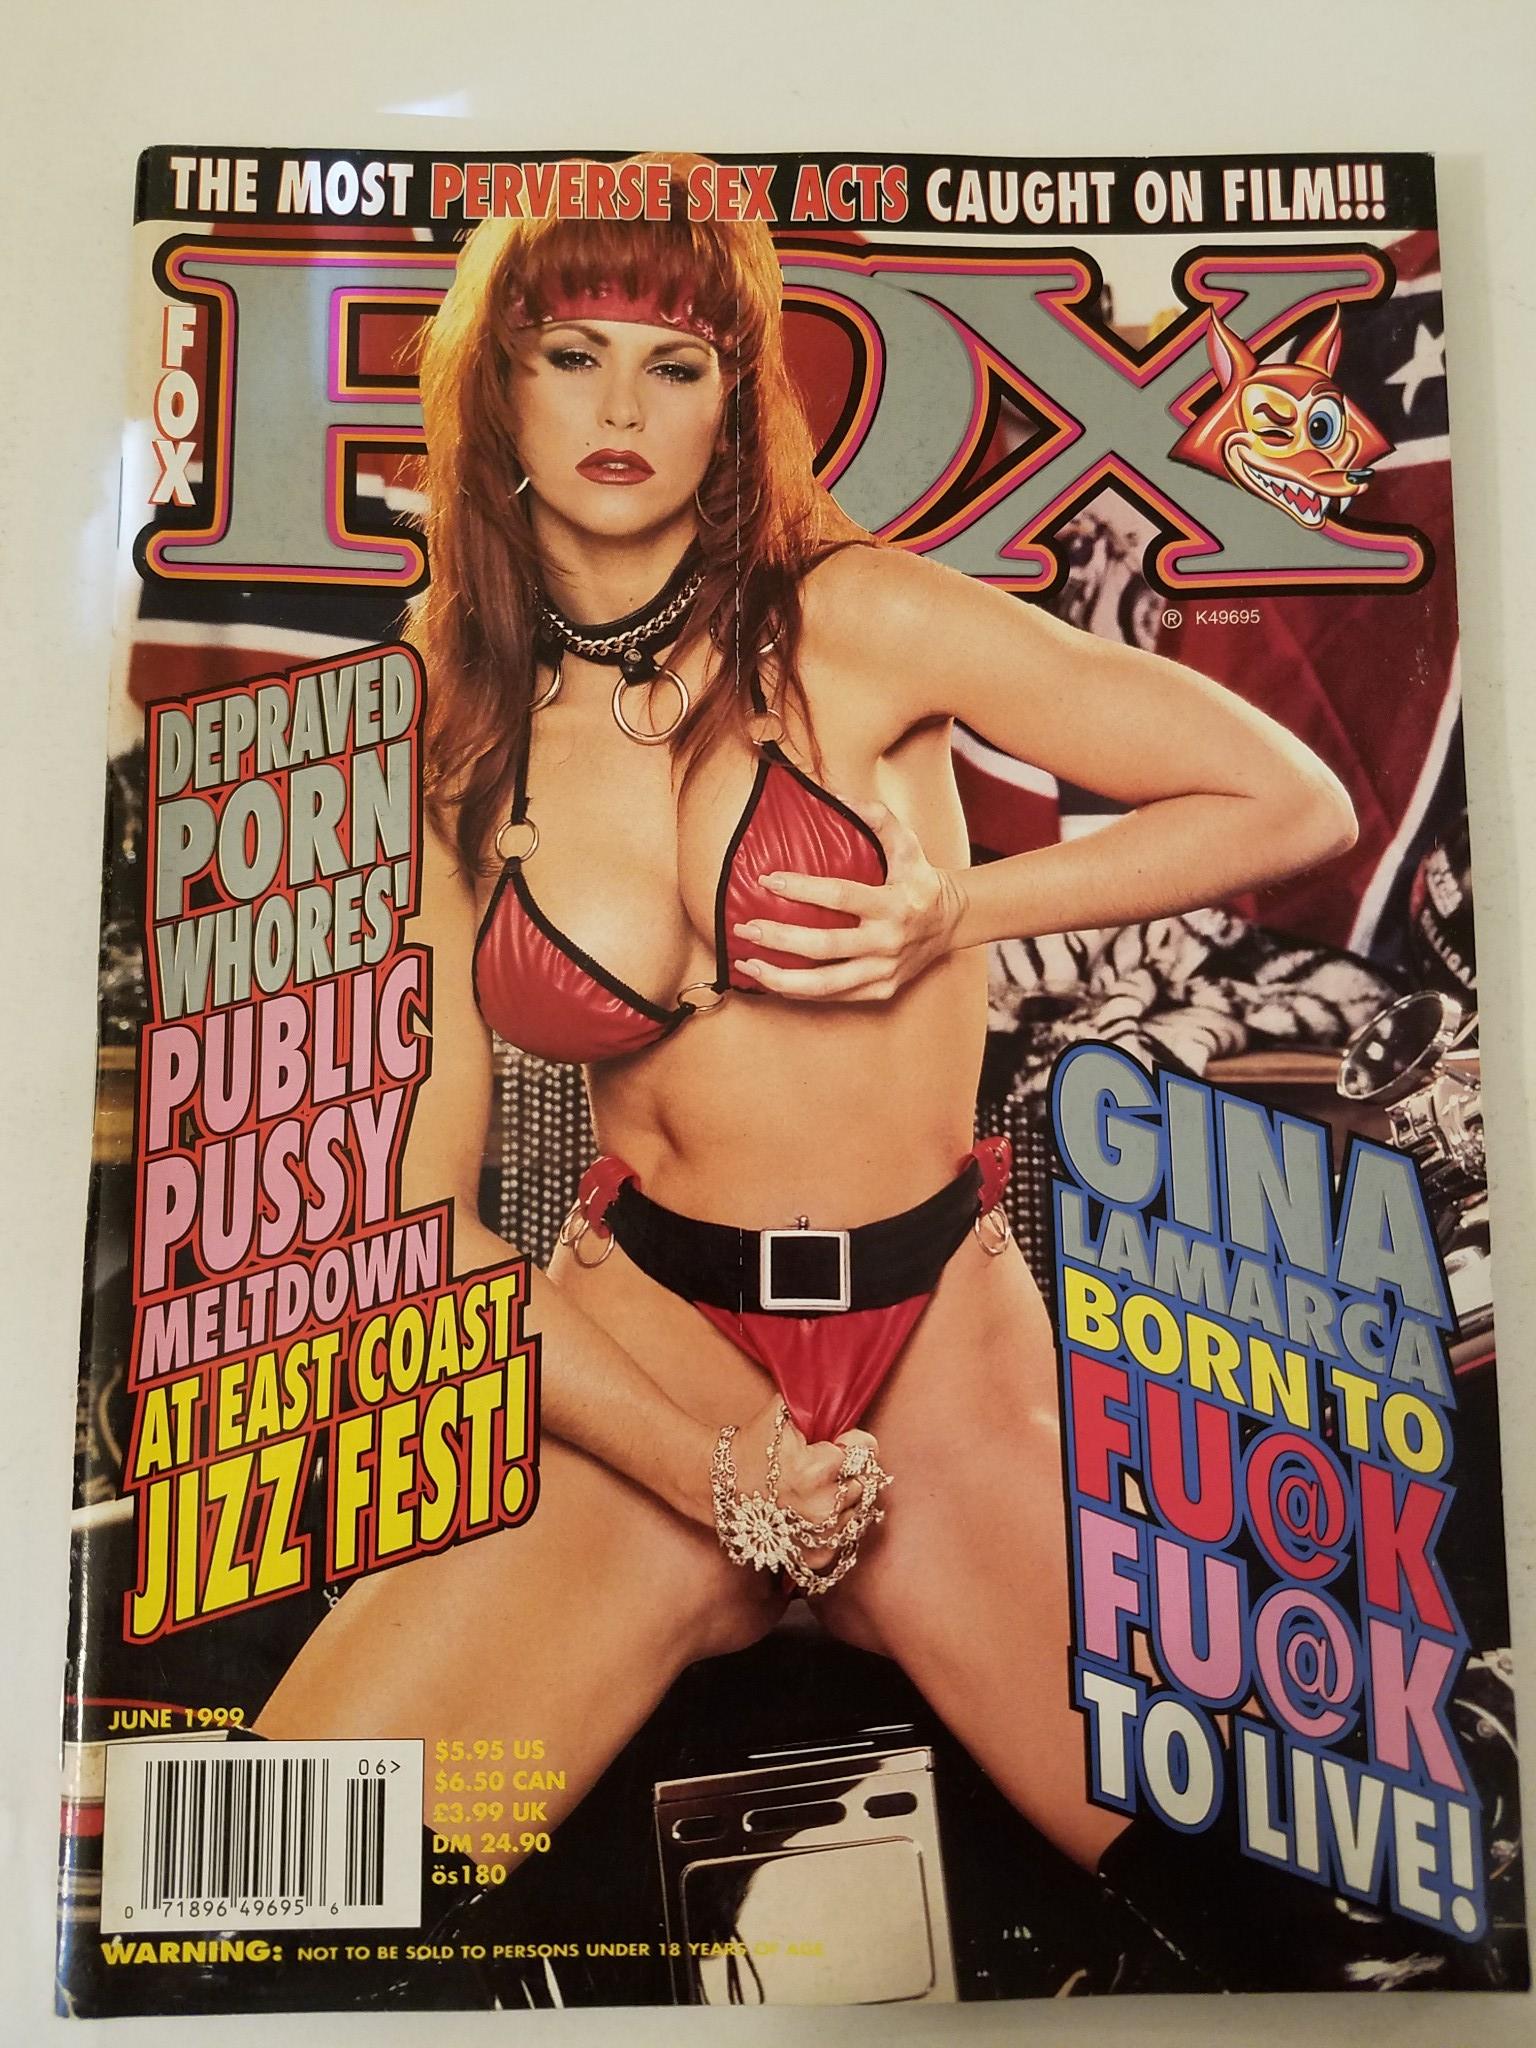 THE MOST PERVERSE SEX ACTS CAUGHT ON FILM!!!
FOX
FOX
® K49695
DEPRAVED
PORN
WHORES'
PUBLIC
PUSSY
MELTDOWN
AT EAST COAST
JIZZ FEST!
GINA
LAMARCA
BORN TO
FU@K
FU@K
TO LIVE!
JUNE 1999
06>
0 71896 49695 6
$5.95 US
$6.50 CAN
£3.99 UK
DM 24.90
ös180
WARNING: NOT TO BE SOLD TO PERSONS UNDER 18 YEARS OF AGE